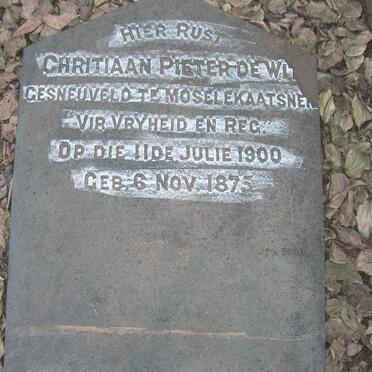 HIER RUST
CHRITIAAN PIETER DE WIT
GESNEUVELD TE MOSELEKAATSNEK
VIR VRYHEID EN REG
OP DIE 11DE JULIE 1900
GEB. 6 NOV. 1875